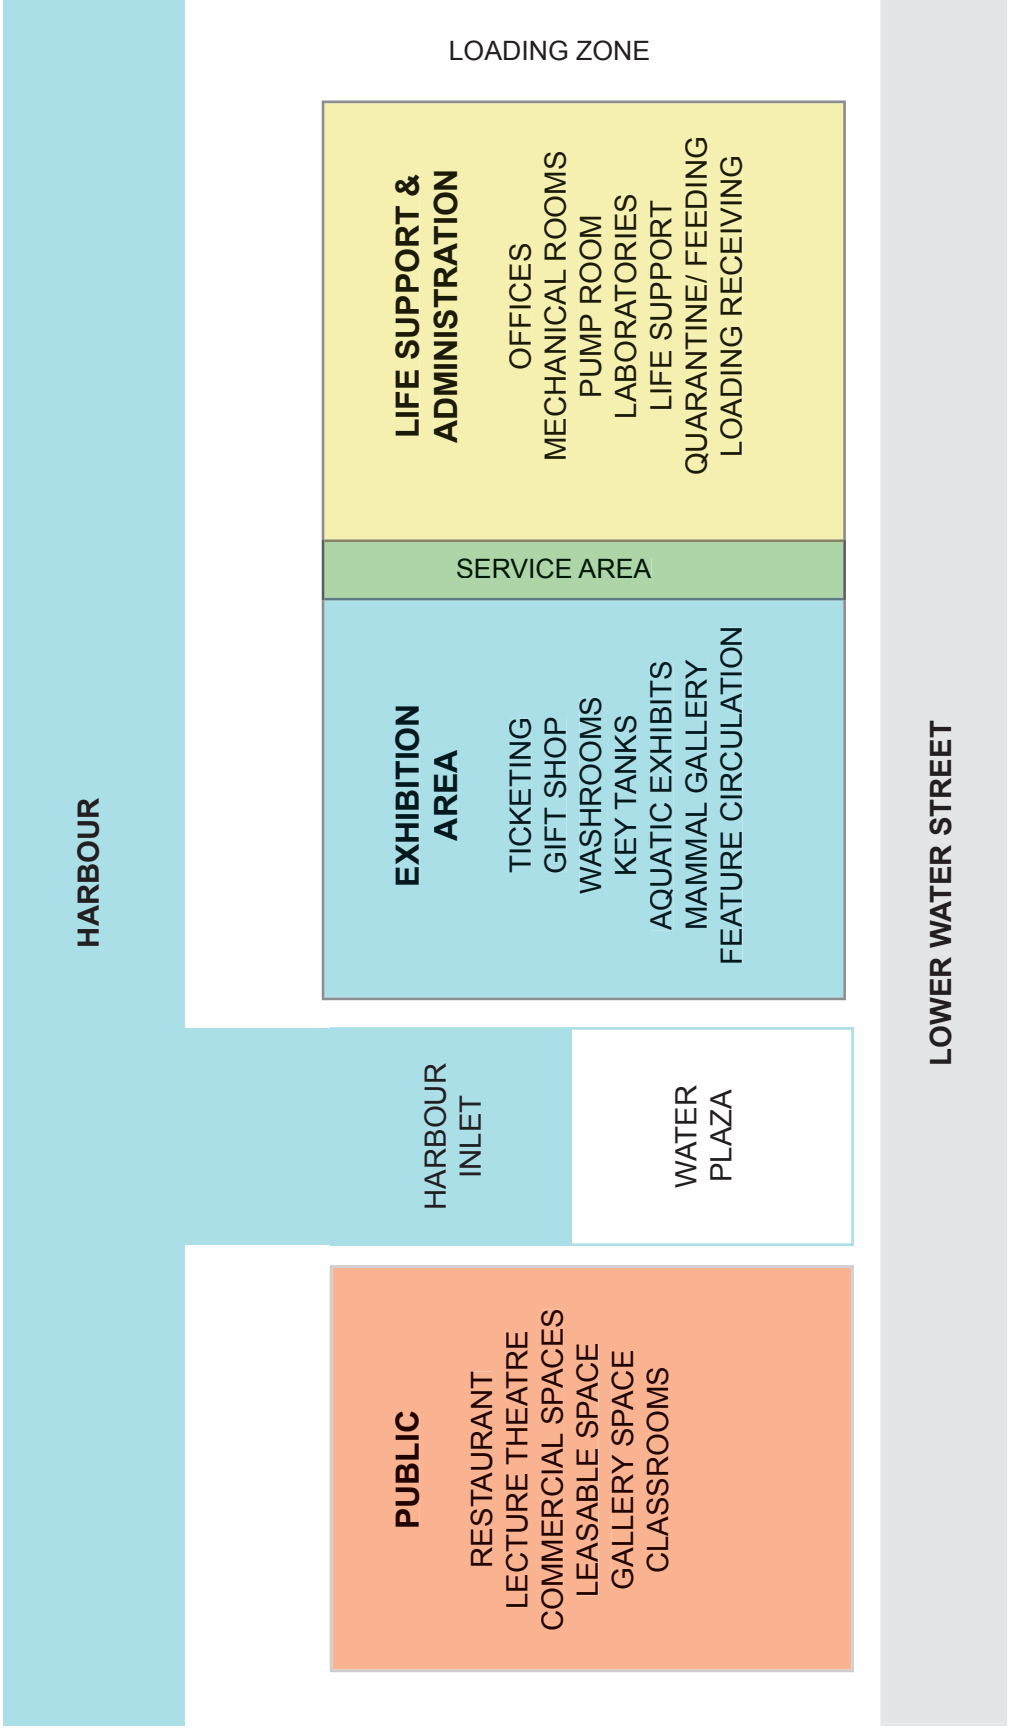 LOADING ZONE
HARBOUR
LIFE SUPPORT &
ADMINISTRATION
OFFICES
MECHANICAL ROOMS
PUMP ROOM
LABORATORIES
LIFE SUPPORT
QUARANTINE/ FEEDING
LOADING RECEIVING
SERVICE AREA
EXHIBITION
AREA
TICKETING
GIFT SHOP
WASHROOMS
KEY TANKS
AQUATIC EXHIBITS
MAMMAL GALLERY
FEATURE CIRCULATION
HARBOUR
INLET
WATER
PLAZA
PUBLIC
RESTAURANT
LECTURE THEATRE
COMMERCIAL SPACES
LEASABLE SPACE
GALLERY SPACE
CLASSROOMS
LOWER WATER STREET